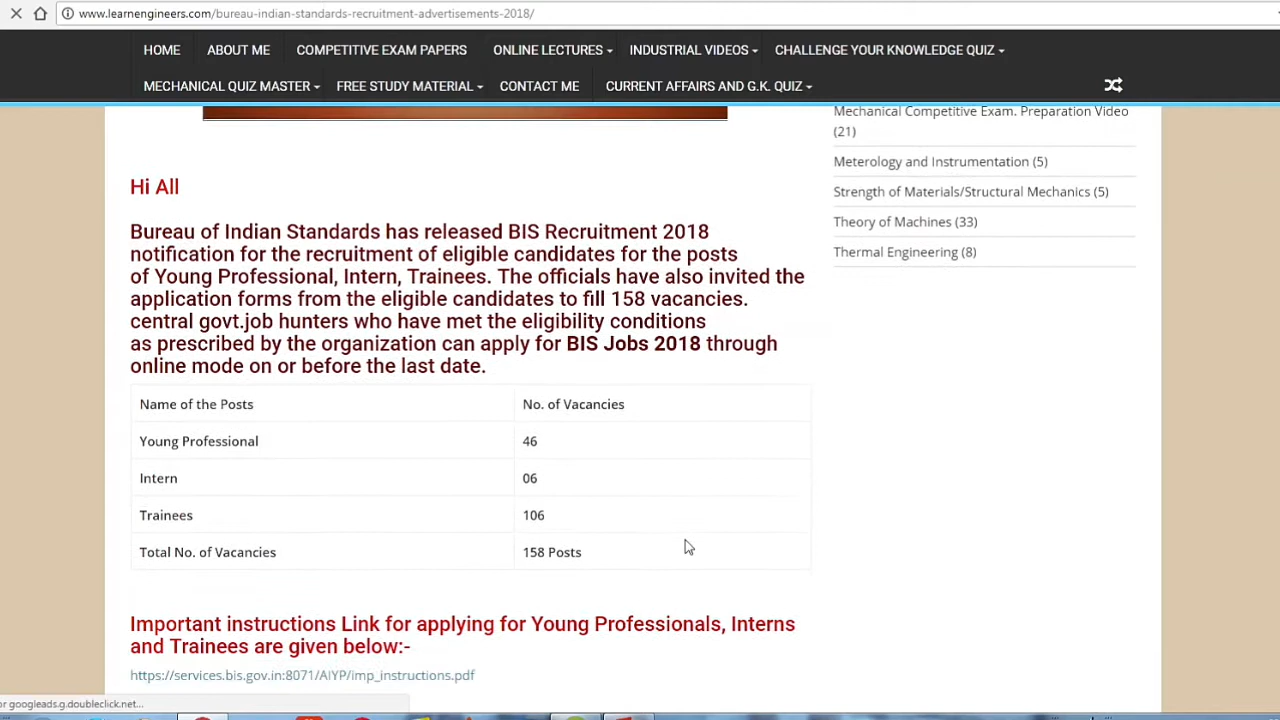 www.learnengineers.com/bureau-indian-standards-recruitment-advertisements-2018/
HOME ABOUT ME COMPETITIVE EXAM PAPERS ONLINE LECTURES INDUSTRIAL VIDEOS CHALLENGE YOUR KNOWLEDGE QUIZ
MECHANICAL QUIZ MASTER FREE STUDY MATERIAL CONTACT ME CURRENT AFFAIRS AND G.K. QUIZ
Hi All
Bureau of Indian Standards has released BIS Recruitment 2018
notification for the recruitment of eligible candidates for the posts
of Young Professional, Intern, Trainees. The officials have also invited the
application forms from the eligible candidates to fill 158 vacancies.
central govt.job hunters who have met the eligibility conditions
as prescribed by the organization can apply for BIS Jobs 2018 through
online mode on or before the last date.
Name of the Posts No. of Vacancies
Young Professional 46
Intern 06
Trainees 106
Total No. of Vacancies 158 Posts
Important instructions Link for applying for Young Professionals, Interns
and Trainees are given below:-
https://services.bis.gov.in:8071/AIYP/imp_instructions.pdf
Mechanical Competitive Exam. Preparation Video
(21)
Meterology and Instrumentation (5)
Strength of Materials/Structural Mechanics (5)
Theory of Machines (33)
Thermal Engineering (8)
or googleads.g.doubleclick.net...